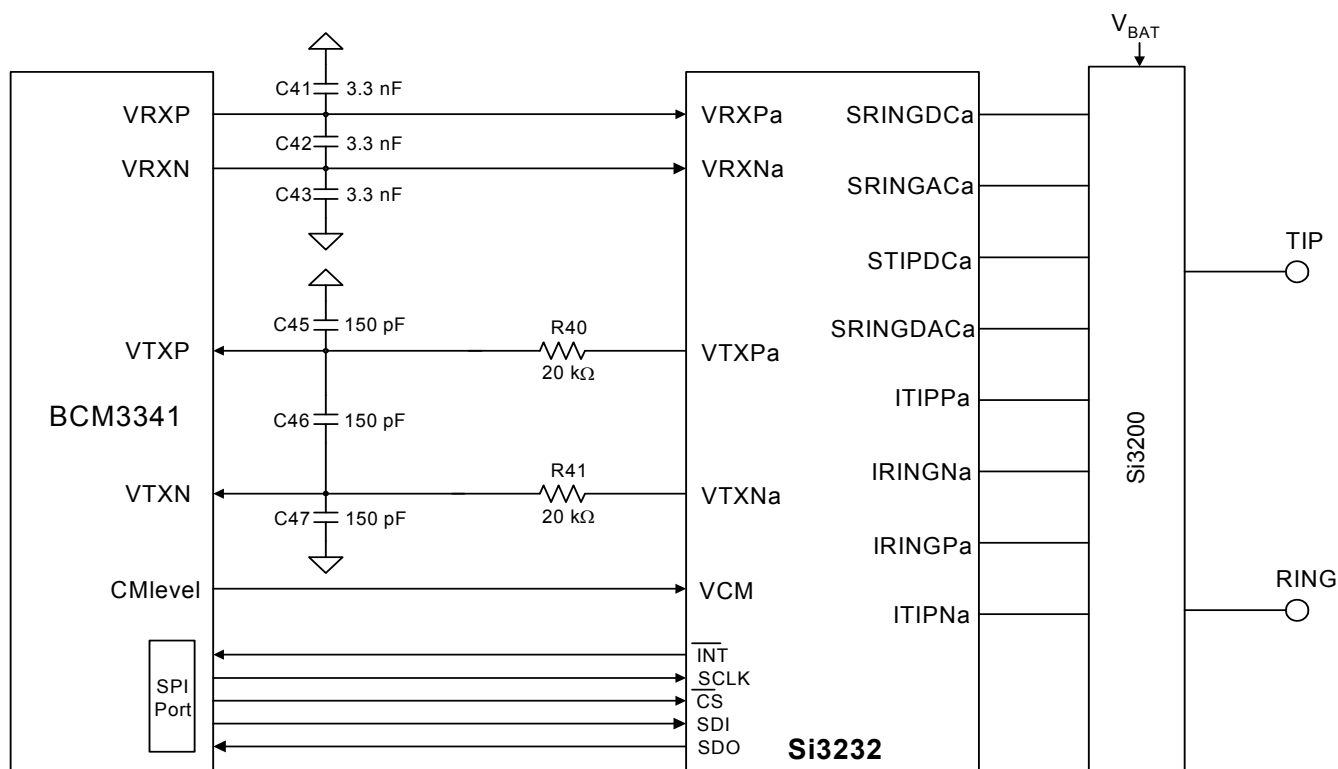 VBAT
C41 3.3 nF
VRXP VRXPa SRINGDCa
C42 3.3 nF
VRXN VRXNa
C43 3.3 nF SRINGACa
TIP
STIPDCa
C45 150 pF
R40 SRINGDACa
VTXP VTXPa
20 kΩ
ITIPPa
BCM3341 C46 150 pF
Si3200
R41 IRINGNa
VTXN VTXNa
C47 150 pF 20 kΩ
IRINGPa
RING
CMlevel VCM
ITIPNa
INT
SPI
Port
SCLK
CS
SDI
SDO
Si3232